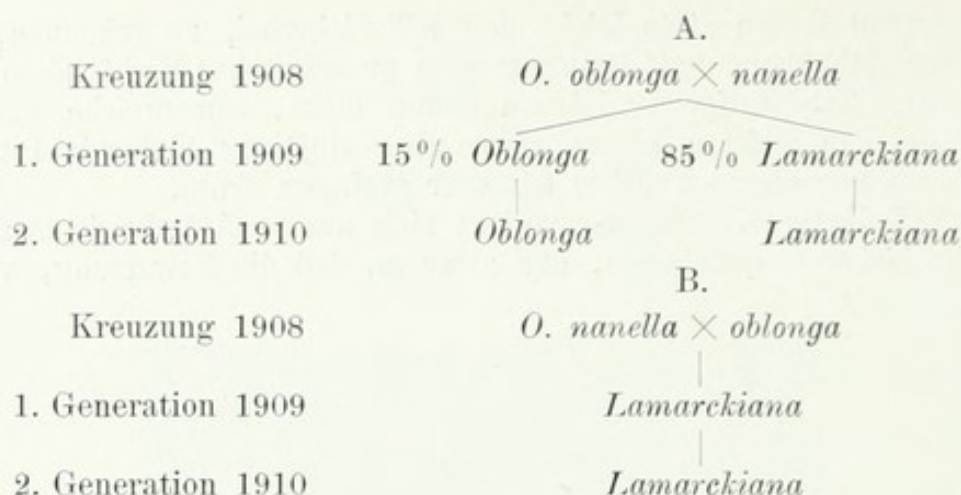 A.
Kreuzung 1908 O. oblonga × nanella
1. Generation 1909 15 % Oblonga 85 % Lamarckiana
2. Generation 1910 Oblonga Lamarckiana
B.
Kreuzung 1908 O. nanella × oblonga
1. Generation 1909 Lamarckiana
2. Generation 1910 Lamarckiana